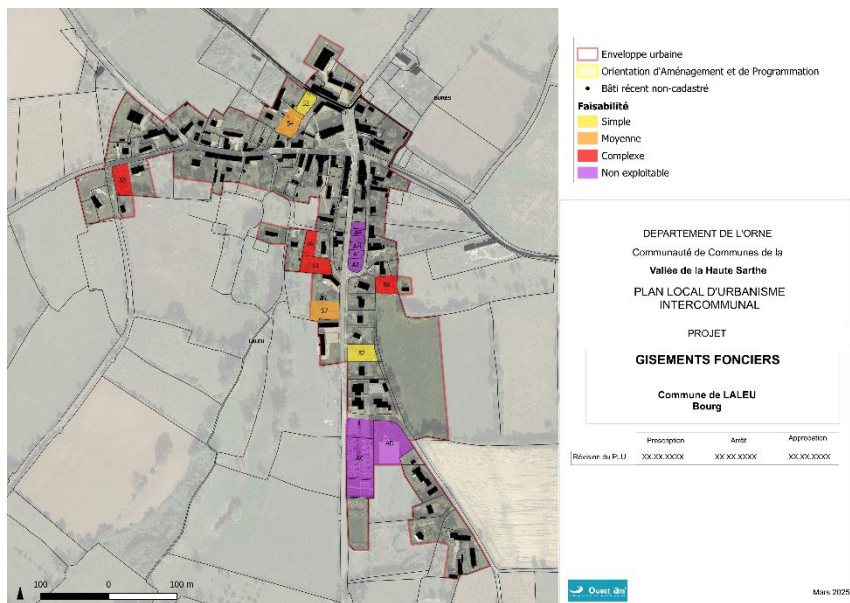 Enveloppe urbaine
Orientation d'Aménagement et de Programmation
Bâti récent non-cadastré
Faisabilité
Simple
Moyenne
Complexe
Non exploitable
DEPARTEMENT DE L'ORNE
Communauté de Communes de la
Vallée de la Haute Sarthe
PLAN LOCAL D'URBANISME
INTERCOMMUNAL
PROJET
GISEMENTS FONCIERS
Commune de LALEU
Bourg
Prescription Arrêt Approbation
Révision du PLU XX.XX.XXXX XX.XX.XXXX XX.XX.XXXX
Ouest am'
Mars 2025
BURES
LALEU
S7
100 0 100 m